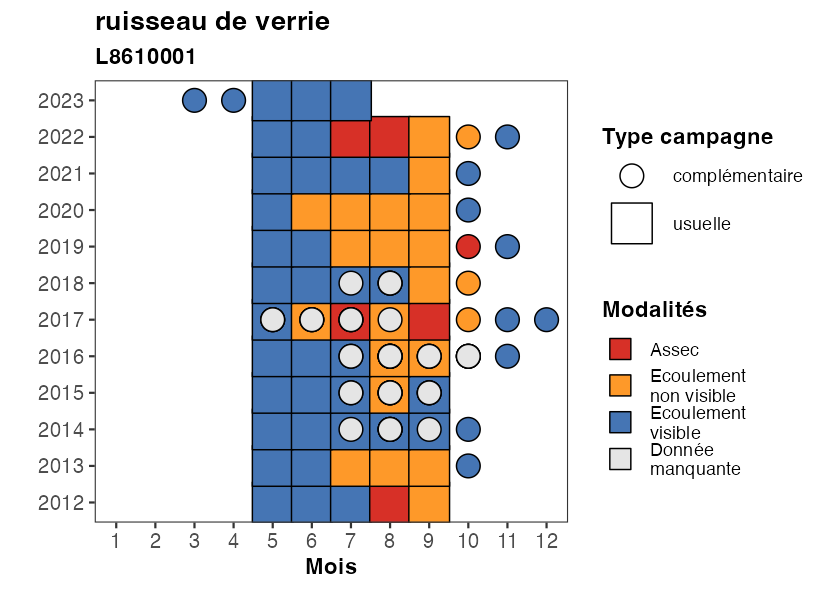 ruisseau de verrie
L8610001
2023
2022
2021
2020
2019
2018
2017
2016
2015
2014
2013
2012
1 2 3 4 5 6 7 8 9 10 11 12
Mois
Type campagne
complémentaire
usuelle
Modalités
Assec
Ecoulement
non visible
Ecoulement
visible
Donnée
manquante